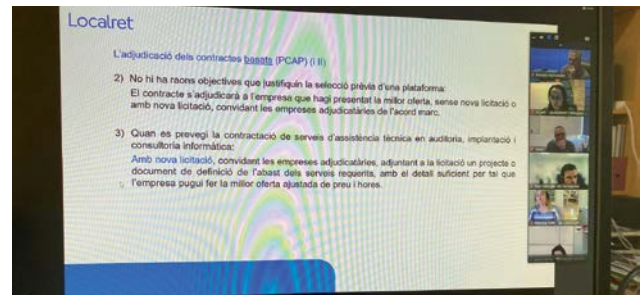 Localret
L'adjudicació dels contractes basats (PCAP) (i II)
2) No hi ha raons objectives que justifiquin la selecció prèvia d'una plataforma:
El contracte s'adjudicarà a l'empresa que hagi presentat la millor oferta, sense nova licitació o
amb nova licitació, convidant les empreses adjudicatàries de l'acord marc.
3) Quan es prevegi la contractació de serveis d'assistència tècnica en auditoria, implantació i
consultoria informàtica:
Amb nova licitació, convidant les empreses adjudicatàries, adjuntant a la licitació un projecte o
document de definició de l'abast dels serveis requerits, amb el detall suficient per tal que
l'empresa pugui fer la millor oferta ajustada de preu i hores.